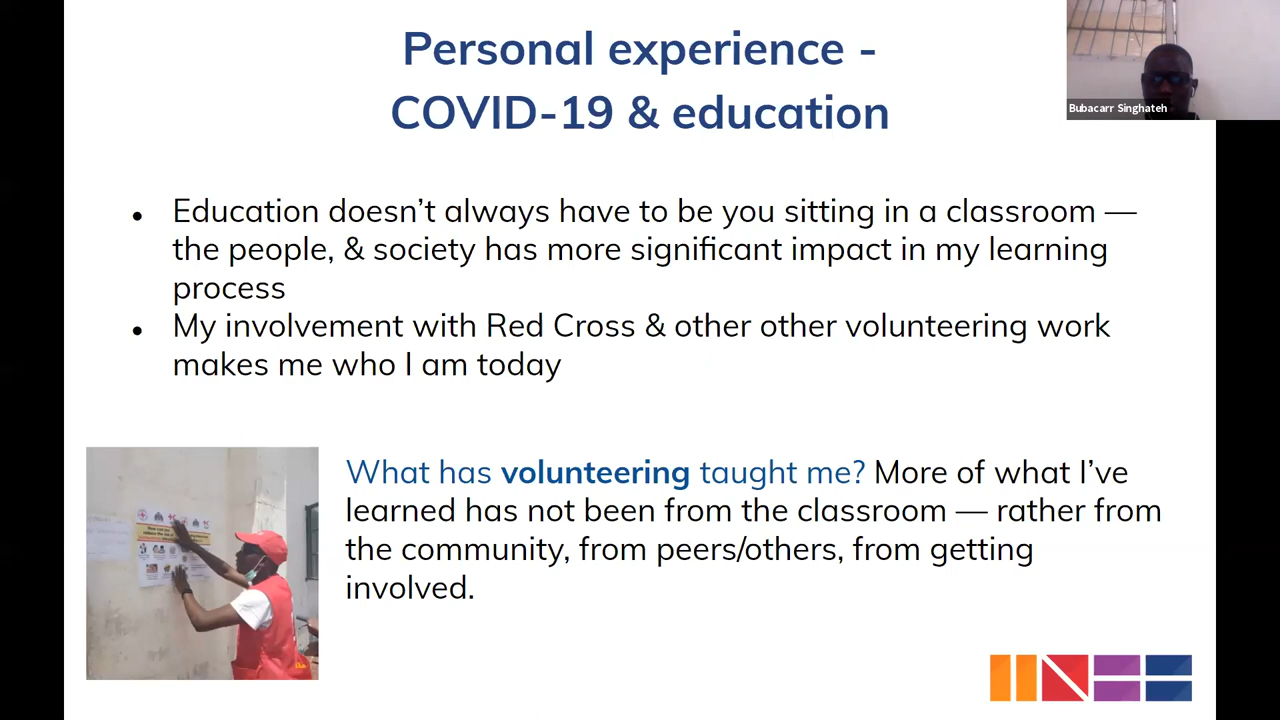 Personal experience -
COVID-19 & education
Bubacarr Singhateh
● Education doesn't always have to be you sitting in a classroom —
the people, & society has more significant impact in my learning
process
● My involvement with Red Cross & other other volunteering work
makes me who I am today
What has volunteering taught me? More of what I've
learned has not been from the classroom — rather from
the community, from peers/others, from getting
involved.
INEE